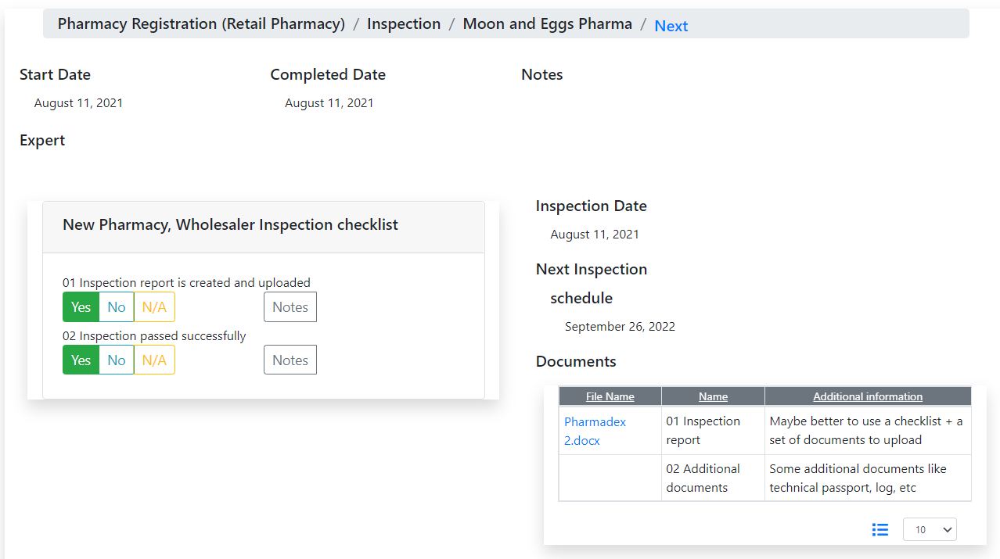 Pharmacy Registration (Retail Pharmacy) / Inspection / Moon and Eggs Pharma / Next
Start Date
August 11, 2021
Completed Date
August 11, 2021
Notes
Expert
New Pharmacy, Wholesaler Inspection checklist
01 Inspection report is created and uploaded
Yes No N/A Notes
02 Inspection passed successfully
Yes No N/A Notes
Inspection Date
August 11, 2021
Next Inspection
schedule
September 26, 2022
Documents
File Name Name Additional information
Pharmadex 01 Inspection Maybe better to use a checklist + a
2.docx report set of documents to upload
02 Additional Some additional documents like
documents technical passport, log, etc
10